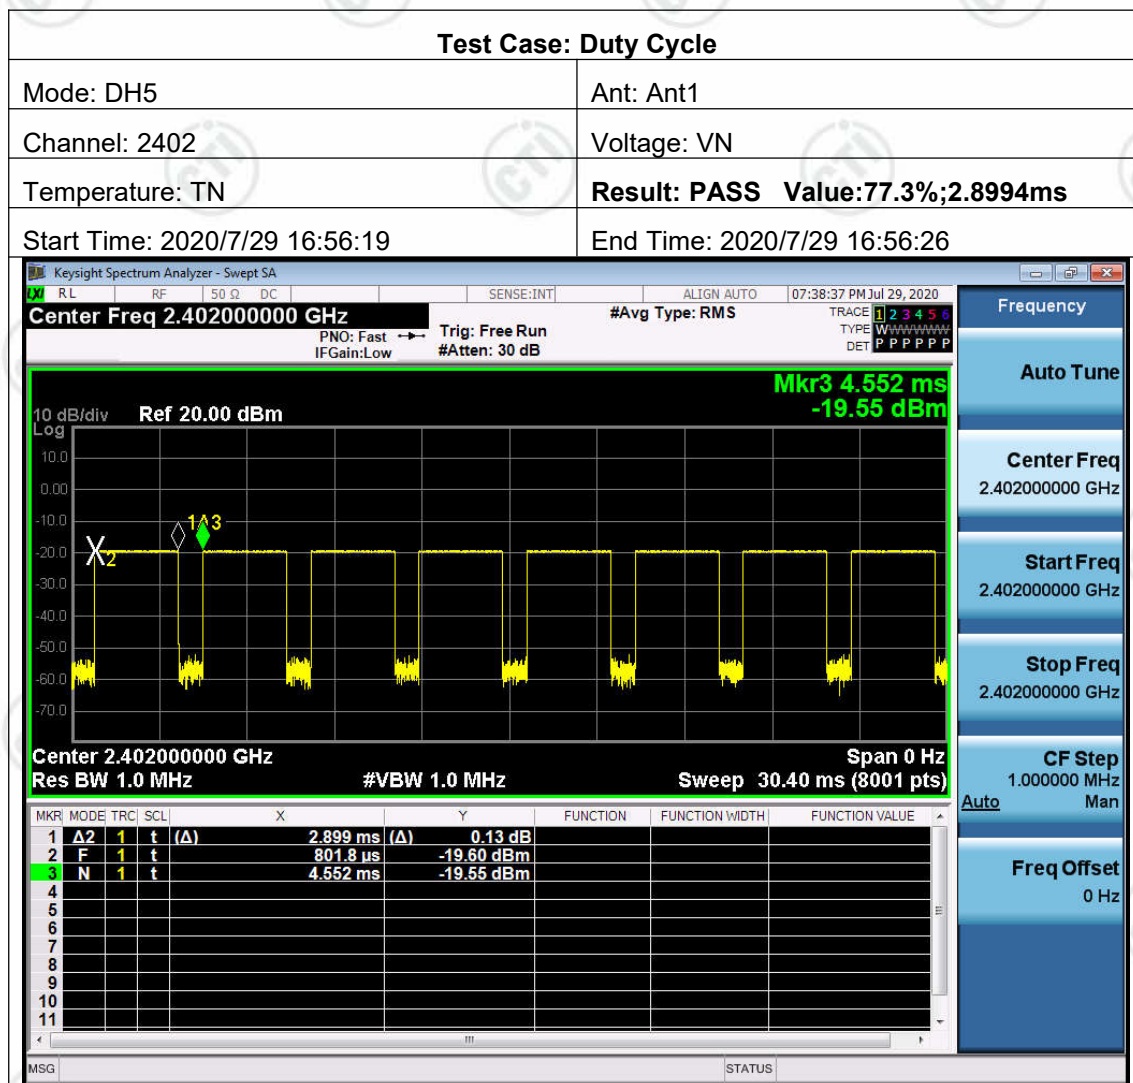 Test Case: Duty Cycle
Mode: DH5 Ant: Ant1
Channel: 2402 Voltage: VN
Temperature: TN Result: PASS Value:77.3%;2.8994ms
Start Time: 2020/7/29 16:56:19 End Time: 2020/7/29 16:56:26
Keysight Spectrum Analyzer - Swept SA
LXI RL RF 50 Ω DC SENSE:INT ALIGN AUTO 07:38:37 PM Jul 29, 2020
Center Freq 2.402000000 GHz #Avg Type: RMS TRACE 1 2 3 4 5 6
PNO: Fast Trig: Free Run TYPE WWWWWW
IFGain:Low #Atten: 30 dB DET P P P P P P
Mkr3 4.552 ms
-19.55 dBm
10 dB/div Ref 20.00 dBm
Log
10.0
0.00
-10.0
1Δ3
-20.0
2
-30.0
-40.0
-50.0
-60.0
-70.0
Center 2.402000000 GHz Span 0 Hz
Res BW 1.0 MHz #VBW 1.0 MHz Sweep 30.40 ms (8001 pts)
MKR MODE TRC SCL X Y FUNCTION FUNCTION WIDTH FUNCTION VALUE
1 Δ2 1 t (Δ) 2.899 ms (Δ) 0.13 dB
2 F 1 t 801.8 µs -19.60 dBm
3 N 1 t 4.552 ms -19.55 dBm
4
5
6
7
8
9
10
11
MSG STATUS
Frequency
Auto Tune
Center Freq
2.402000000 GHz
Start Freq
2.402000000 GHz
Stop Freq
2.402000000 GHz
CF Step
1.000000 MHz
Auto Man
Freq Offset
0 Hz
CTI
CTI
CTI